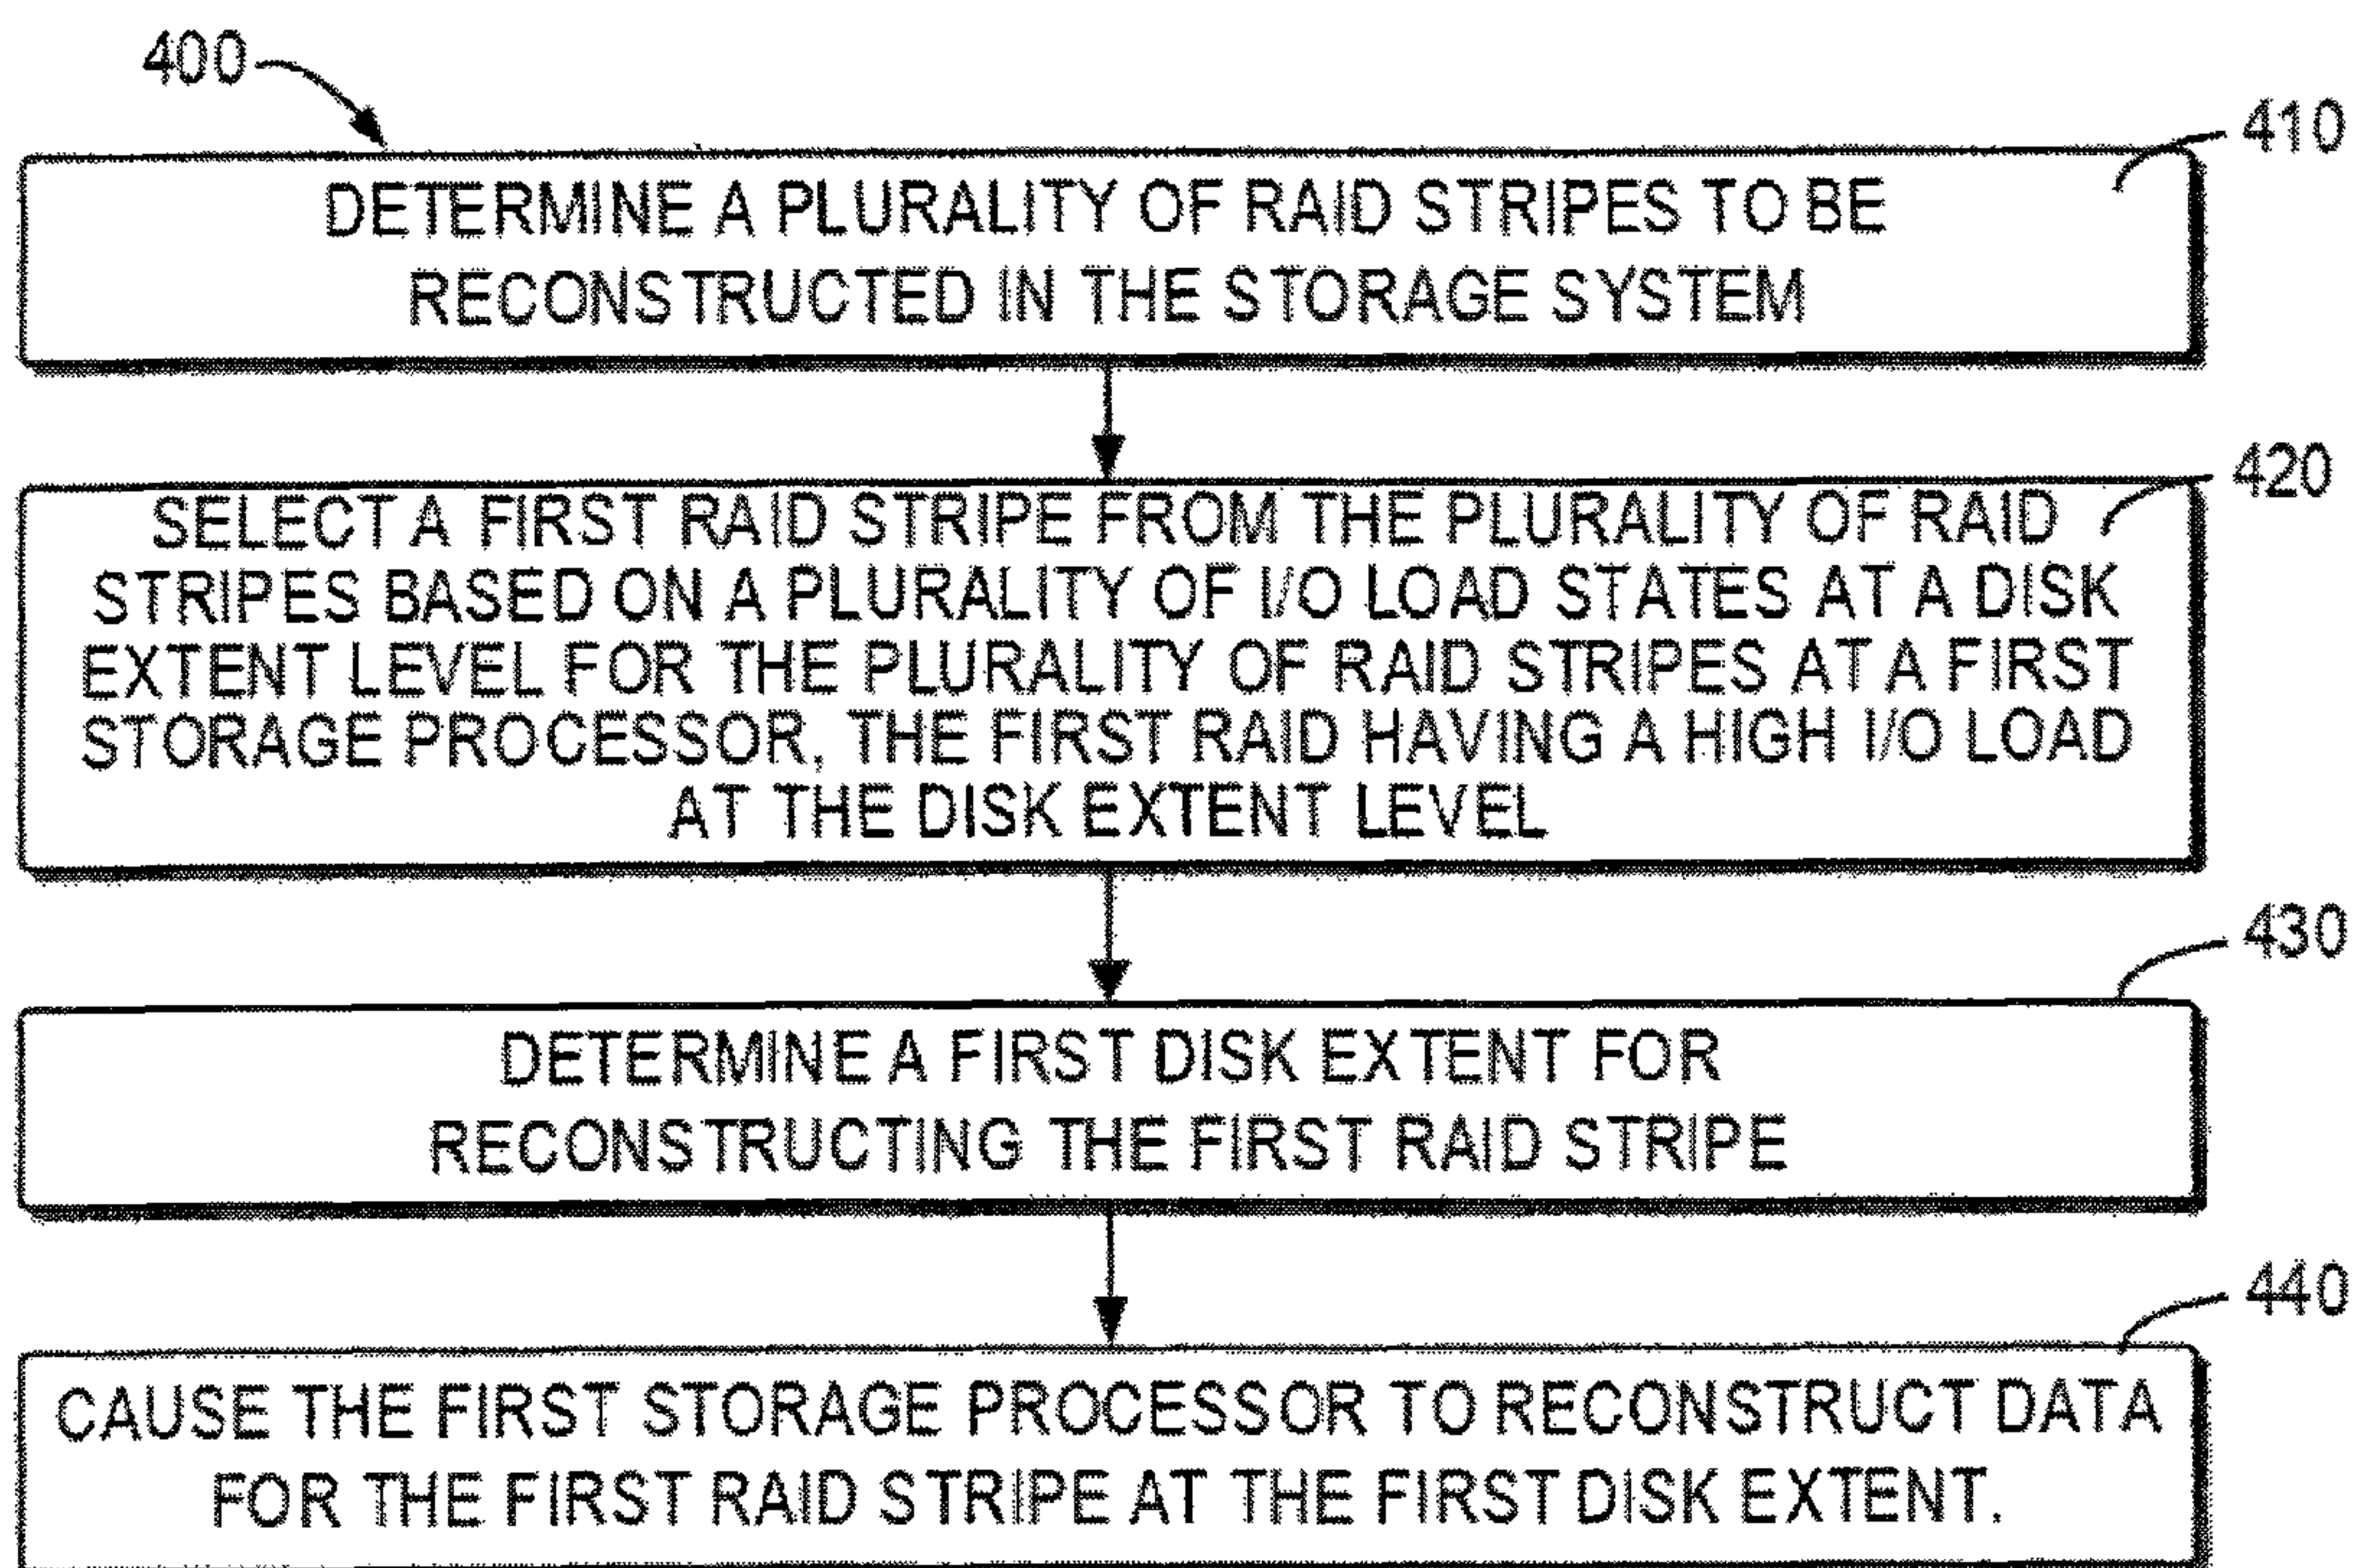 400
410
DETERMINE A PLURALITY OF RAID STRIPES TO BE
RECONSTRUCTED IN THE STORAGE SYSTEM
420
SELECT A FIRST RAID STRIPE FROM THE PLURALITY OF RAID
STRIPES BASED ON A PLURALITY OF I/O LOAD STATES AT A DISK
EXTENT LEVEL FOR THE PLURALITY OF RAID STRIPES AT A FIRST
STORAGE PROCESSOR, THE FIRST RAID HAVING A HIGH I/O LOAD
AT THE DISK EXTENT LEVEL
430
DETERMINE A FIRST DISK EXTENT FOR
RECONSTRUCTING THE FIRST RAID STRIPE
440
CAUSE THE FIRST STORAGE PROCESSOR TO RECONSTRUCT DATA
FOR THE FIRST RAID STRIPE AT THE FIRST DISK EXTENT.